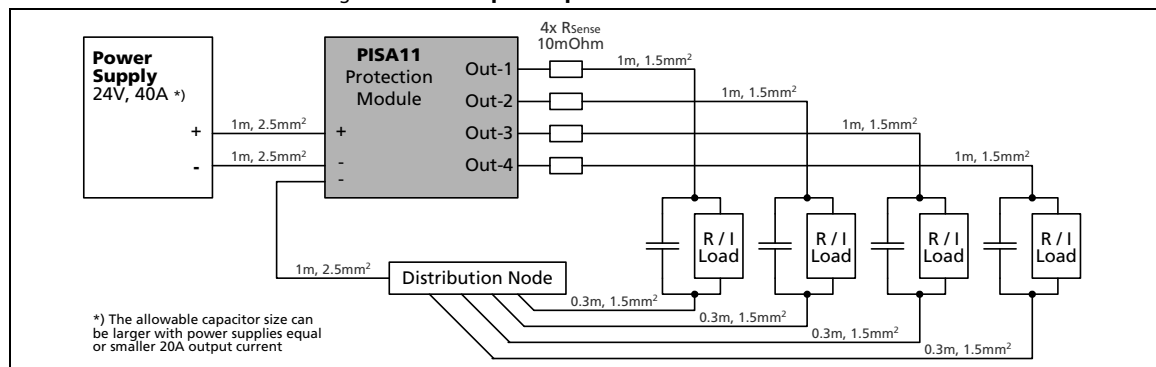 4x RSense
10mOhm
Power
Supply
24V, 40A *)
+
-
1m, 2.5mm²
1m, 2.5mm²
PISA11
Protection
Module
+
-
-
Out-1
Out-2
Out-3
Out-4
1m, 1.5mm²
1m, 1.5mm²
1m, 1.5mm²
1m, 1.5mm²
R / I
Load
R / I
Load
R / I
Load
R / I
Load
1m, 2.5mm²
Distribution Node
0.3m, 1.5mm²
0.3m, 1.5mm²
0.3m, 1.5mm²
0.3m, 1.5mm²
*) The allowable capacitor size can
be larger with power supplies equal
or smaller 20A output current